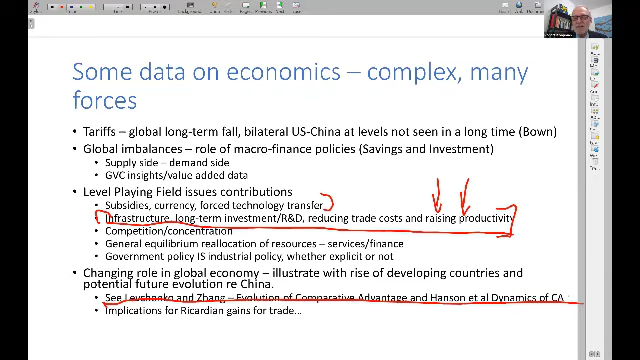 Some data on economics – complex, many
forces
• Tariffs – global long-term fall, bilateral US-China at levels not seen in a long time (Bown)
• Global imbalances – role of macro-finance policies (Savings and Investment)
• Supply side – demand side
• GVC insights/value added data
• Level Playing Field issues contributions
• Subsidies, currency, forced technology transfer
• Infrastructure, long-term investment/R&D, reducing trade costs and raising productivity
• Competition/concentration
• General equilibrium reallocation of resources – services/finance
• Government policy IS industrial policy, whether explicit or not
• Changing role in global economy – illustrate with rise of developing countries and
potential future evolution re China.
• See Levchenko and Zhang – Evolution of Comparative Advantage and Hanson et al Dynamics of CA
• Implications for Ricardian gains for trade…